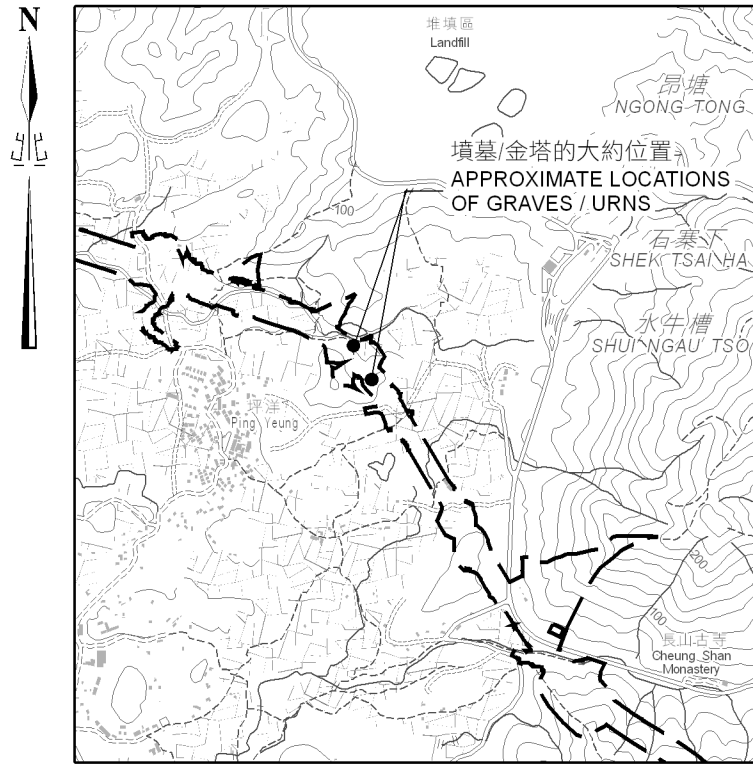 N
堆填區
Landfill
昂塘
NGONG TONG
墳墓/金塔的大約位置
APPROXIMATE LOCATIONS
OF GRAVES / URNS
100
石寨下
SHEK TSAI HA
水牛槽
SHUI NGAU TSO
坪洋
Ping Yeung
200
100
長山古寺
Cheung Shan
Monastery